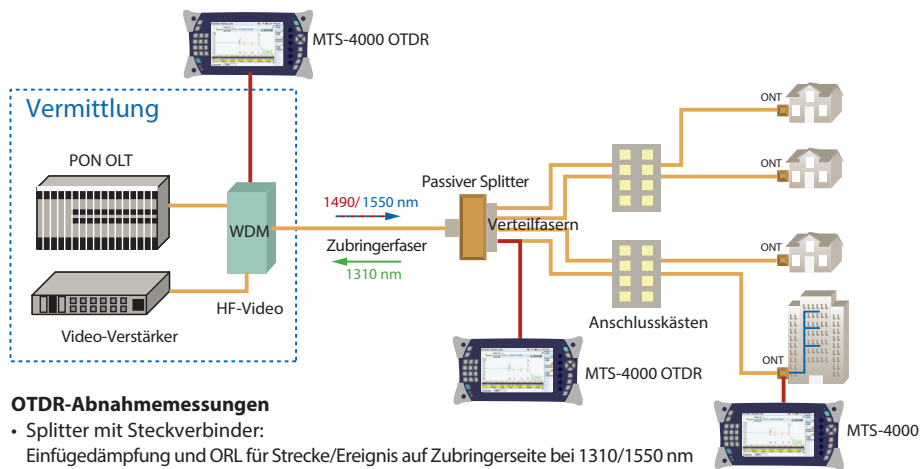 MTS-4000 OTDR
Vermittlung
PON OLT
WDM
Video-Verstärker
HF-Video
1490/1550 nm
Zubringerfaser
1310 nm
Passiver Splitter
Verteilfasern
Anschlusskästen
ONT
ONT
ONT
ONT
MTS-4000 OTDR
MTS-4000
OTDR-Abnahmemessungen
• Splitter mit Steckverbinder:
Einfügedämpfung und ORL für Strecke/Ereignis auf Zubringerseite bei 1310/1550 nm